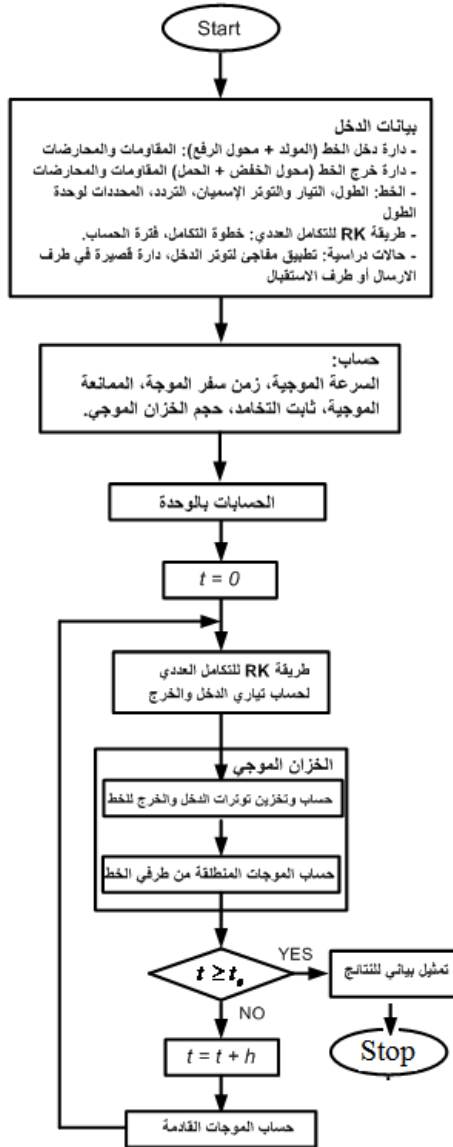 Start
بيانات الدخل
- دارة دخل الخط (المولد + محول الرفع): المقاومات والمحارضات
- دارة خرج الخط (محول الخفض + الحمل) المقاومات والمحارضات
- الخط: الطول، التيار والتوتر الإسميان، التردد، المحددات لوحدة
الطول
- طريقة RK للتكامل العددي: خطوة التكامل، فترة الحساب.
- حالات دراسية: تطبيق مفاجئ لتوتر الدخل، دارة قصيرة في طرف
الارسال أو طرف الاستقبال
حساب:
السرعة الموجية، زمن سفر الموجة، الممانعة
الموجية، ثابت التخامد، حجم الخزان الموجي.
الحسابات بالوحدة
t = 0
طريقة RK للتكامل العددي
لحساب تياري الدخل والخرج
الخزان الموجي
حساب وتخزين توترات الدخل والخرج للخط
حساب الموجات المنطلقة من طرفي الخط
t ≥ tₑ
YES
تمثيل بياني للنتائج
Stop
NO
t = t + h
حساب الموجات القادمة